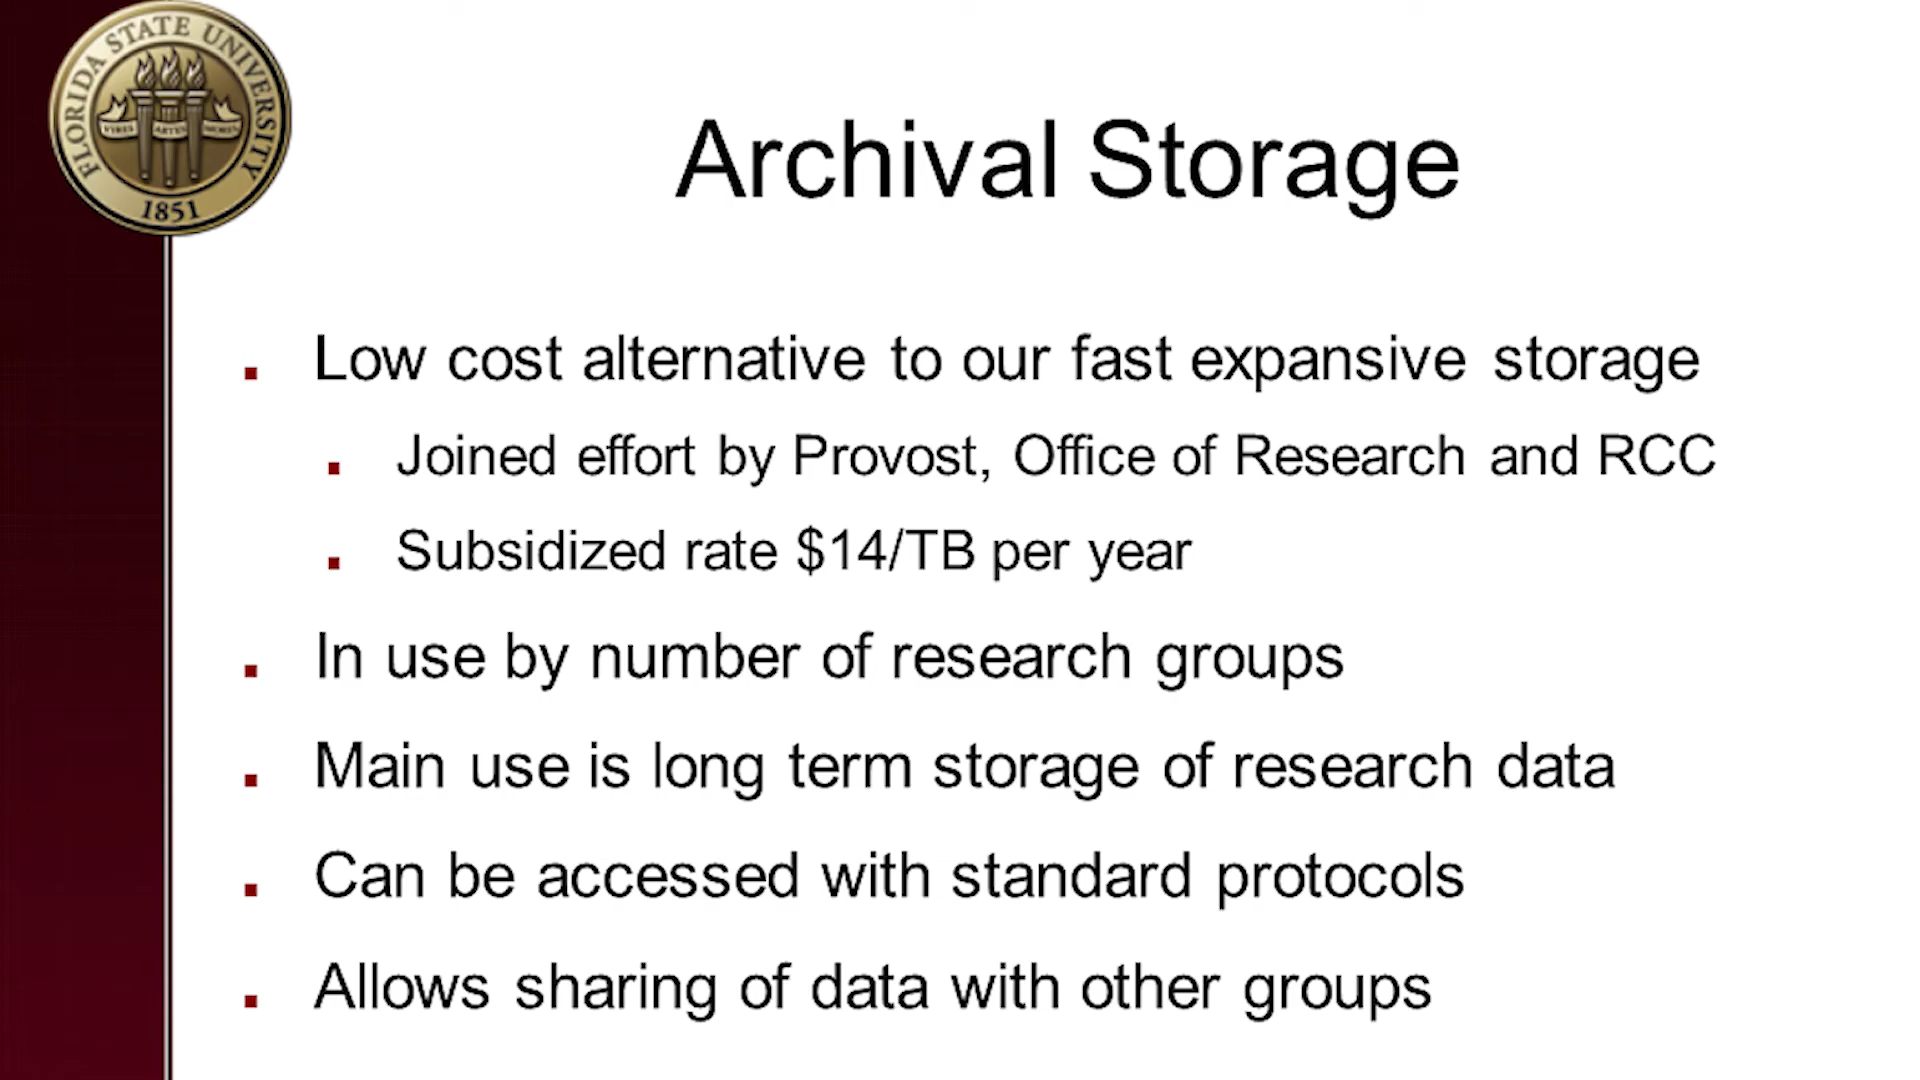 FLORIDA STATE UNIVERSITY
VIRES ARTES MORES
1851
Archival Storage
Low cost alternative to our fast expansive storage
Joined effort by Provost, Office of Research and RCC
Subsidized rate $14/TB per year
In use by number of research groups
Main use is long term storage of research data
Can be accessed with standard protocols
Allows sharing of data with other groups